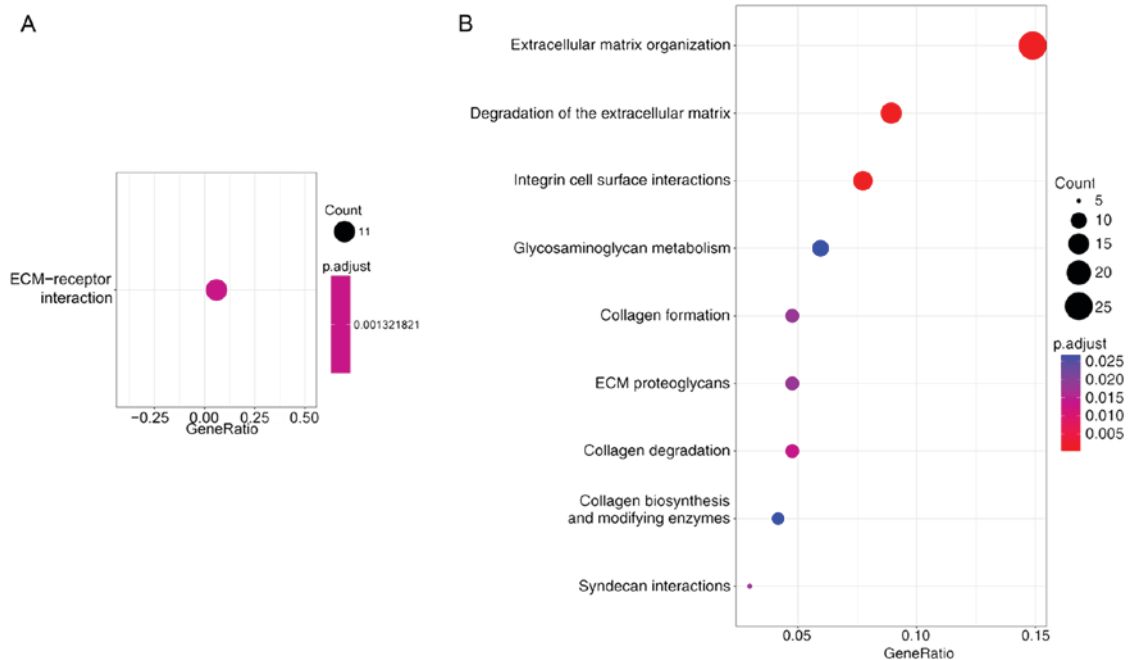 A
ECM−receptor
interaction
−0.25
0.00
0.25
0.50
GeneRatio
Count
11
p.adjust
0.001321821
B
Extracellular matrix organization
Degradation of the extracellular matrix
Integrin cell surface interactions
Glycosaminoglycan metabolism
Collagen formation
ECM proteoglycans
Collagen degradation
Collagen biosynthesis
and modifying enzymes
Syndecan interactions
0.05
0.10
0.15
GeneRatio
Count
5
10
15
20
25
p.adjust
0.025
0.020
0.015
0.010
0.005